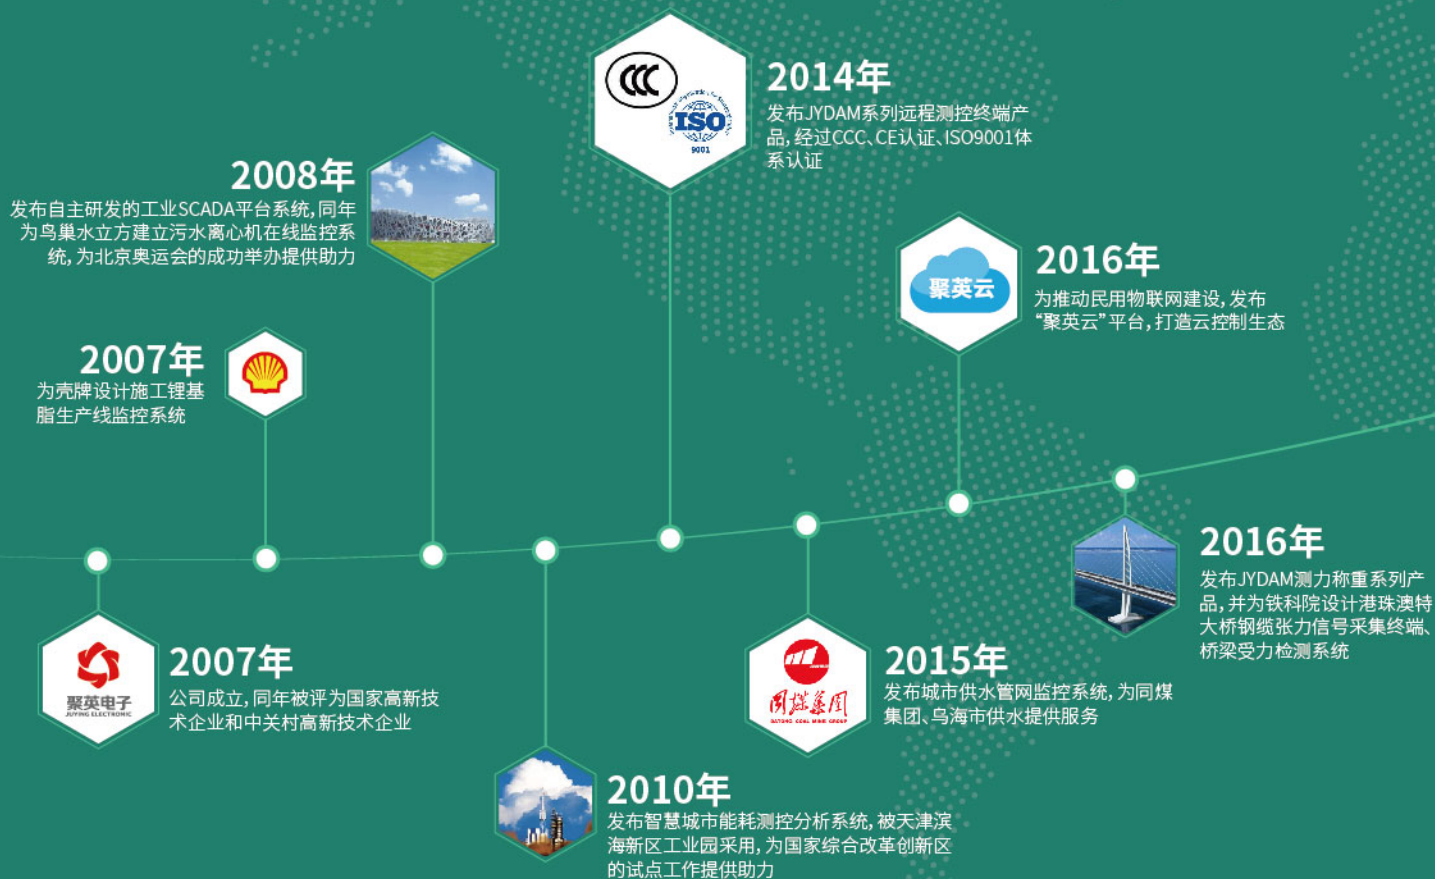 2007年
公司成立,同年被评为国家高新技
术企业和中关村高新技术企业
聚英电子
JUYING ELECTRONIC
2007年
为壳牌设计施工锂基
脂生产线监控系统
2008年
发布自主研发的工业SCADA平台系统,同年
为鸟巢水立方建立污水离心机在线监控系
统,为北京奥运会的成功举办提供助力
2010年
发布智慧城市能耗测控分析系统,被天津滨
海新区工业园采用,为国家综合改革创新区
的试点工作提供助力
CCC
ISO
9001
2014年
发布JYDAM系列远程测控终端产
品,经过CCC、CE认证、ISO9001体
系认证
同煤集团
DATONG COAL MINE GROUP
2015年
发布城市供水管网监控系统,为同煤
集团、乌海市供水提供服务
聚英云
2016年
为推动民用物联网建设,发布
“聚英云”平台,打造云控制生态
2016年
发布JYDAM测力称重系列产
品,并为铁科院设计港珠澳特
大桥钢缆张力信号采集终端、
桥梁受力检测系统